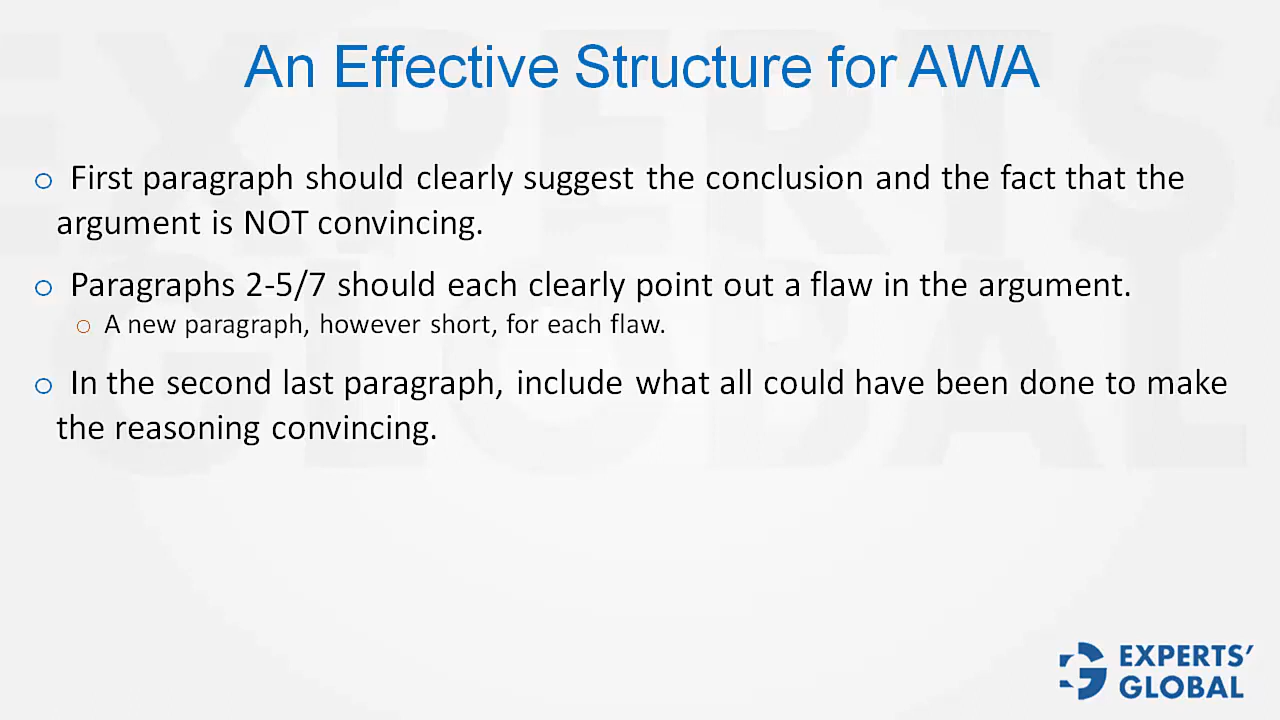 An Effective Structure for AWA
First paragraph should clearly suggest the conclusion and the fact that the
argument is NOT convincing.
Paragraphs 2-5/7 should each clearly point out a flaw in the argument.
A new paragraph, however short, for each flaw.
In the second last paragraph, include what all could have been done to make
the reasoning convincing.
EXPERTS'
GLOBAL